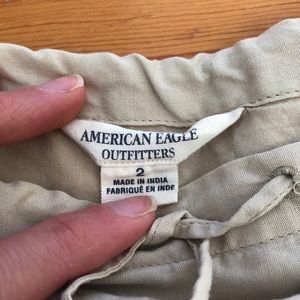 AMERICAN EAGLE
OUTFITTERS
2
MADE IN INDIA
FABRIQUÉ EN INDE